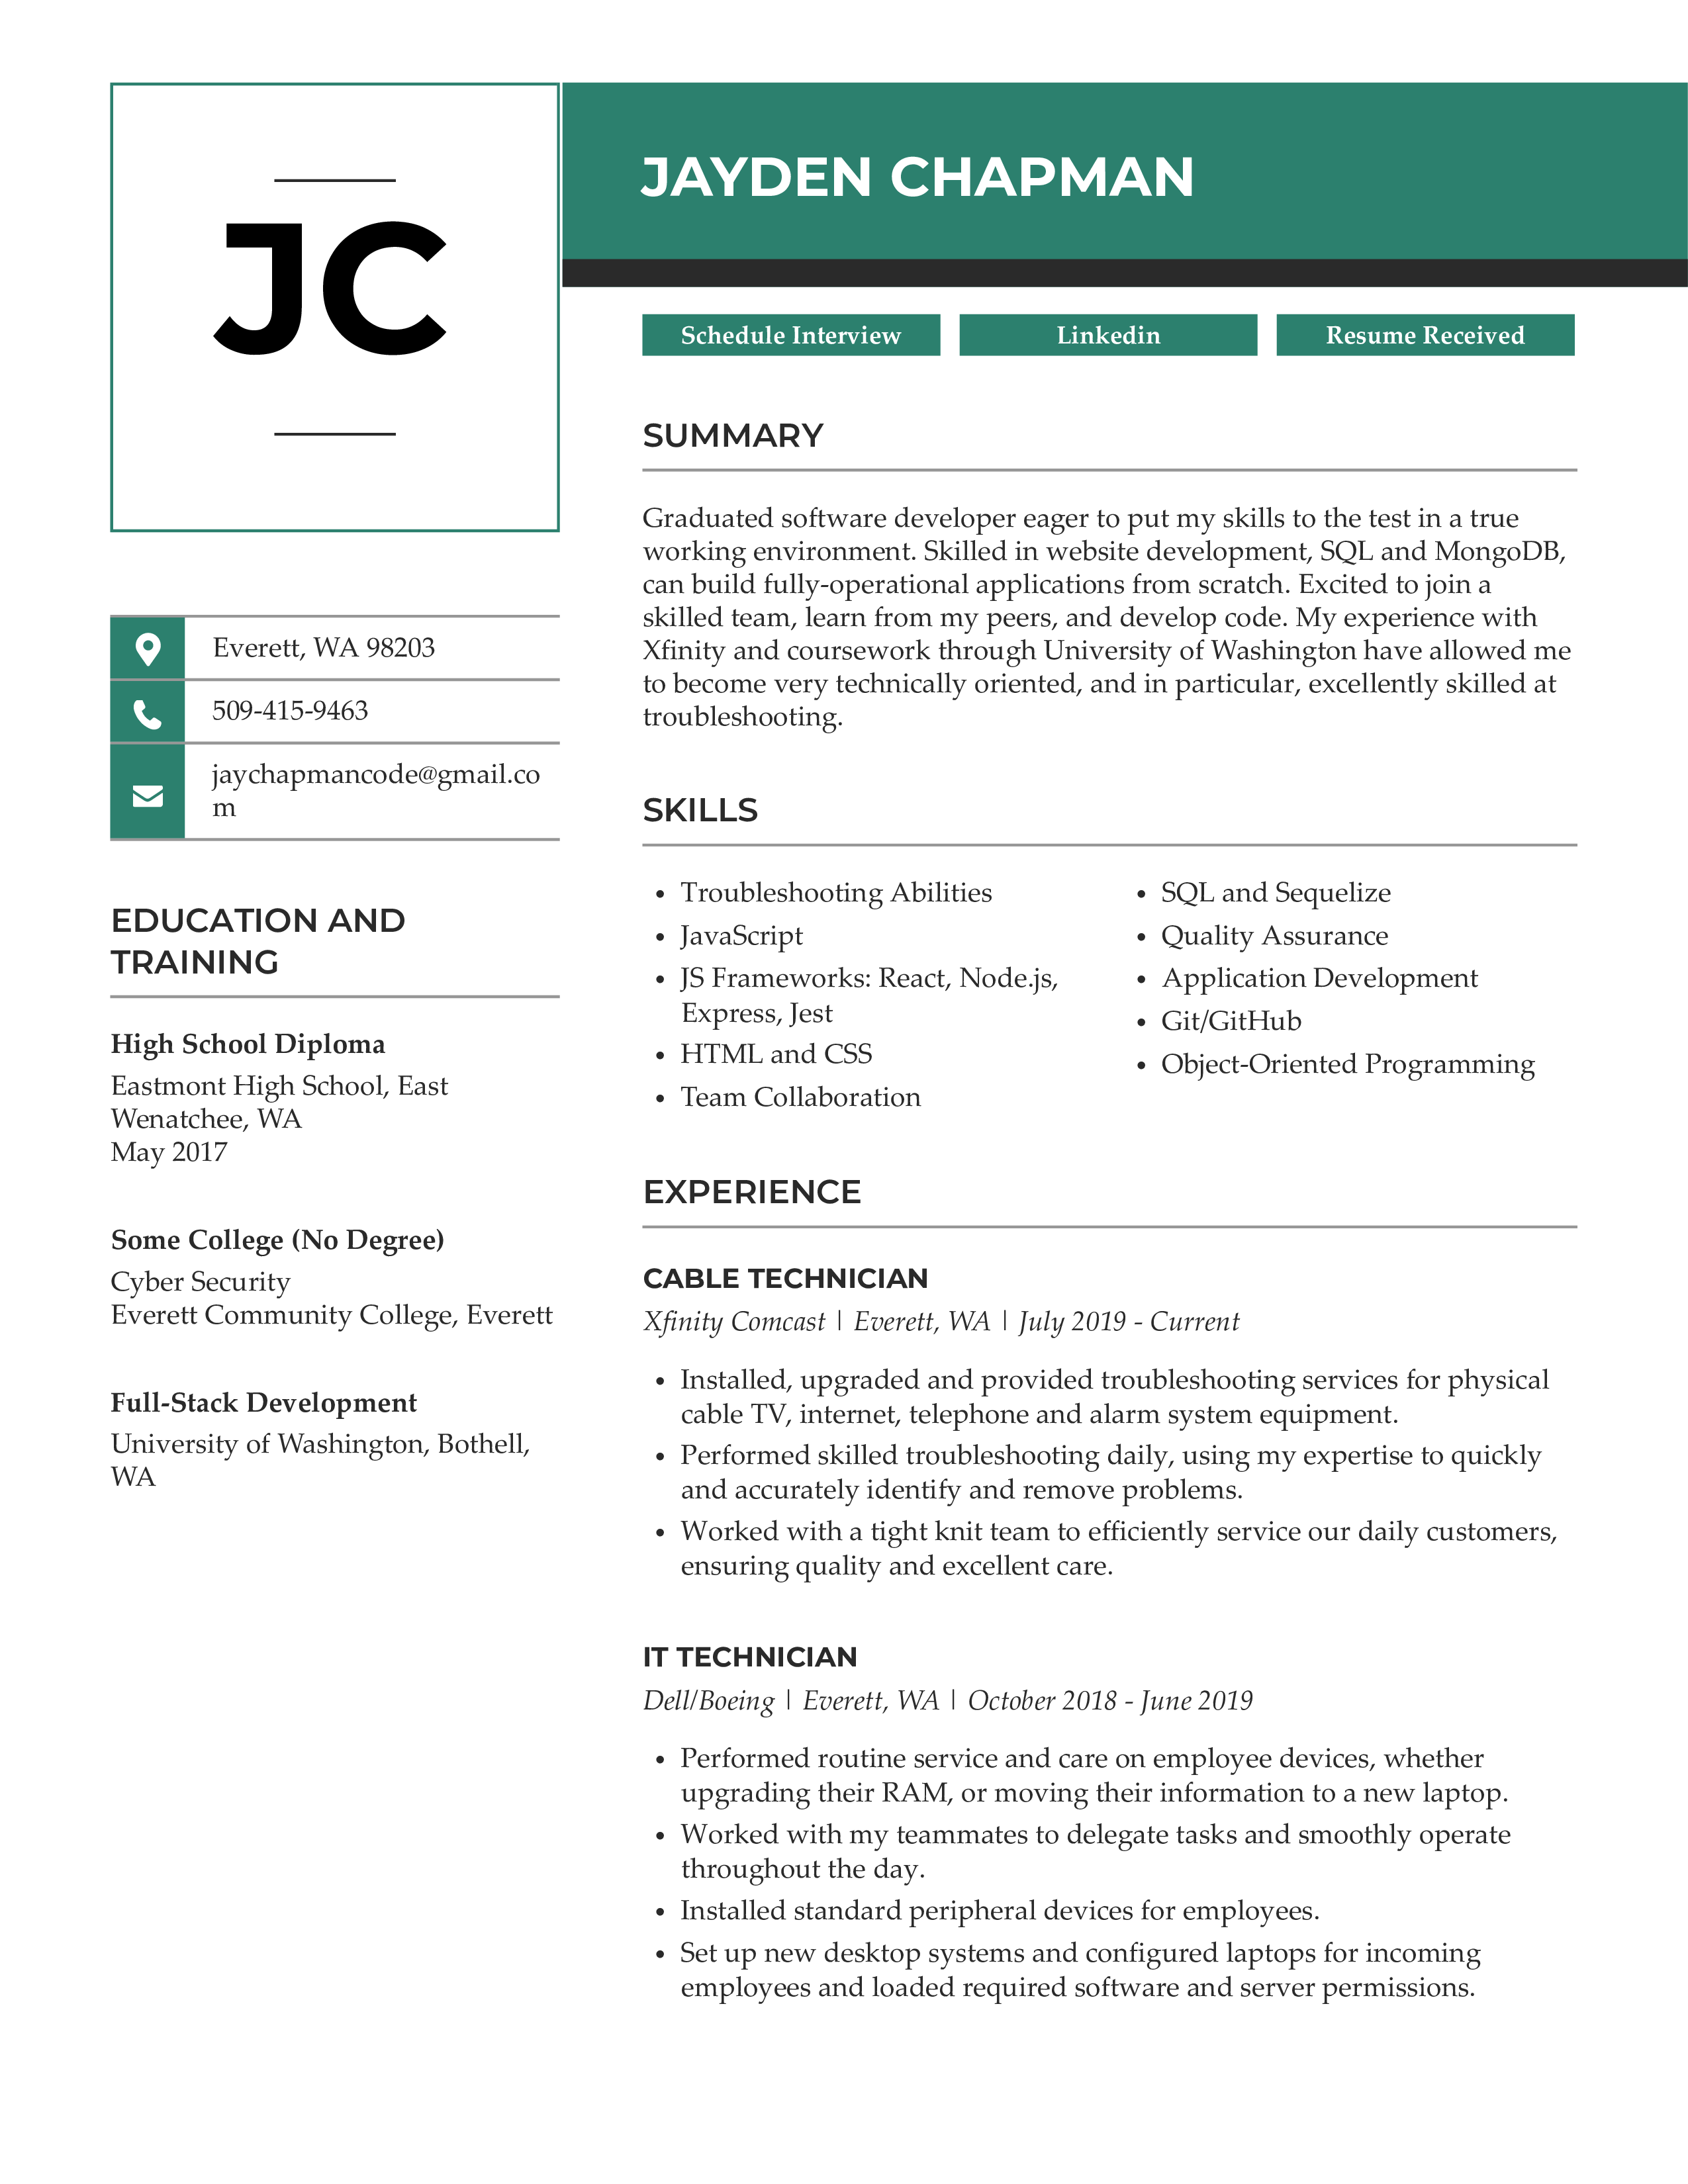 JC
Everett, WA 98203
509-415-9463
jaychapmancode@gmail.co
m
EDUCATION AND
TRAINING
High School Diploma
Eastmont High School, East
Wenatchee, WA
May 2017
Some College (No Degree)
Cyber Security
Everett Community College, Everett
Full-Stack Development
University of Washington, Bothell,
WA
JAYDEN CHAPMAN
Schedule Interview
Linkedin
Resume Received
SUMMARY
Graduated software developer eager to put my skills to the test in a true
working environment. Skilled in website development, SQL and MongoDB,
can build fully-operational applications from scratch. Excited to join a
skilled team, learn from my peers, and develop code. My experience with
Xfinity and coursework through University of Washington have allowed me
to become very technically oriented, and in particular, excellently skilled at
troubleshooting.
SKILLS
• Troubleshooting Abilities
• JavaScript
• JS Frameworks: React, Node.js,
Express, Jest
• HTML and CSS
• Team Collaboration
• SQL and Sequelize
• Quality Assurance
• Application Development
• Git/GitHub
• Object-Oriented Programming
EXPERIENCE
CABLE TECHNICIAN
Xfinity Comcast | Everett, WA | July 2019 - Current
• Installed, upgraded and provided troubleshooting services for physical
cable TV, internet, telephone and alarm system equipment.
• Performed skilled troubleshooting daily, using my expertise to quickly
and accurately identify and remove problems.
• Worked with a tight knit team to efficiently service our daily customers,
ensuring quality and excellent care.
IT TECHNICIAN
Dell/Boeing | Everett, WA | October 2018 - June 2019
• Performed routine service and care on employee devices, whether
upgrading their RAM, or moving their information to a new laptop.
• Worked with my teammates to delegate tasks and smoothly operate
throughout the day.
• Installed standard peripheral devices for employees.
• Set up new desktop systems and configured laptops for incoming
employees and loaded required software and server permissions.